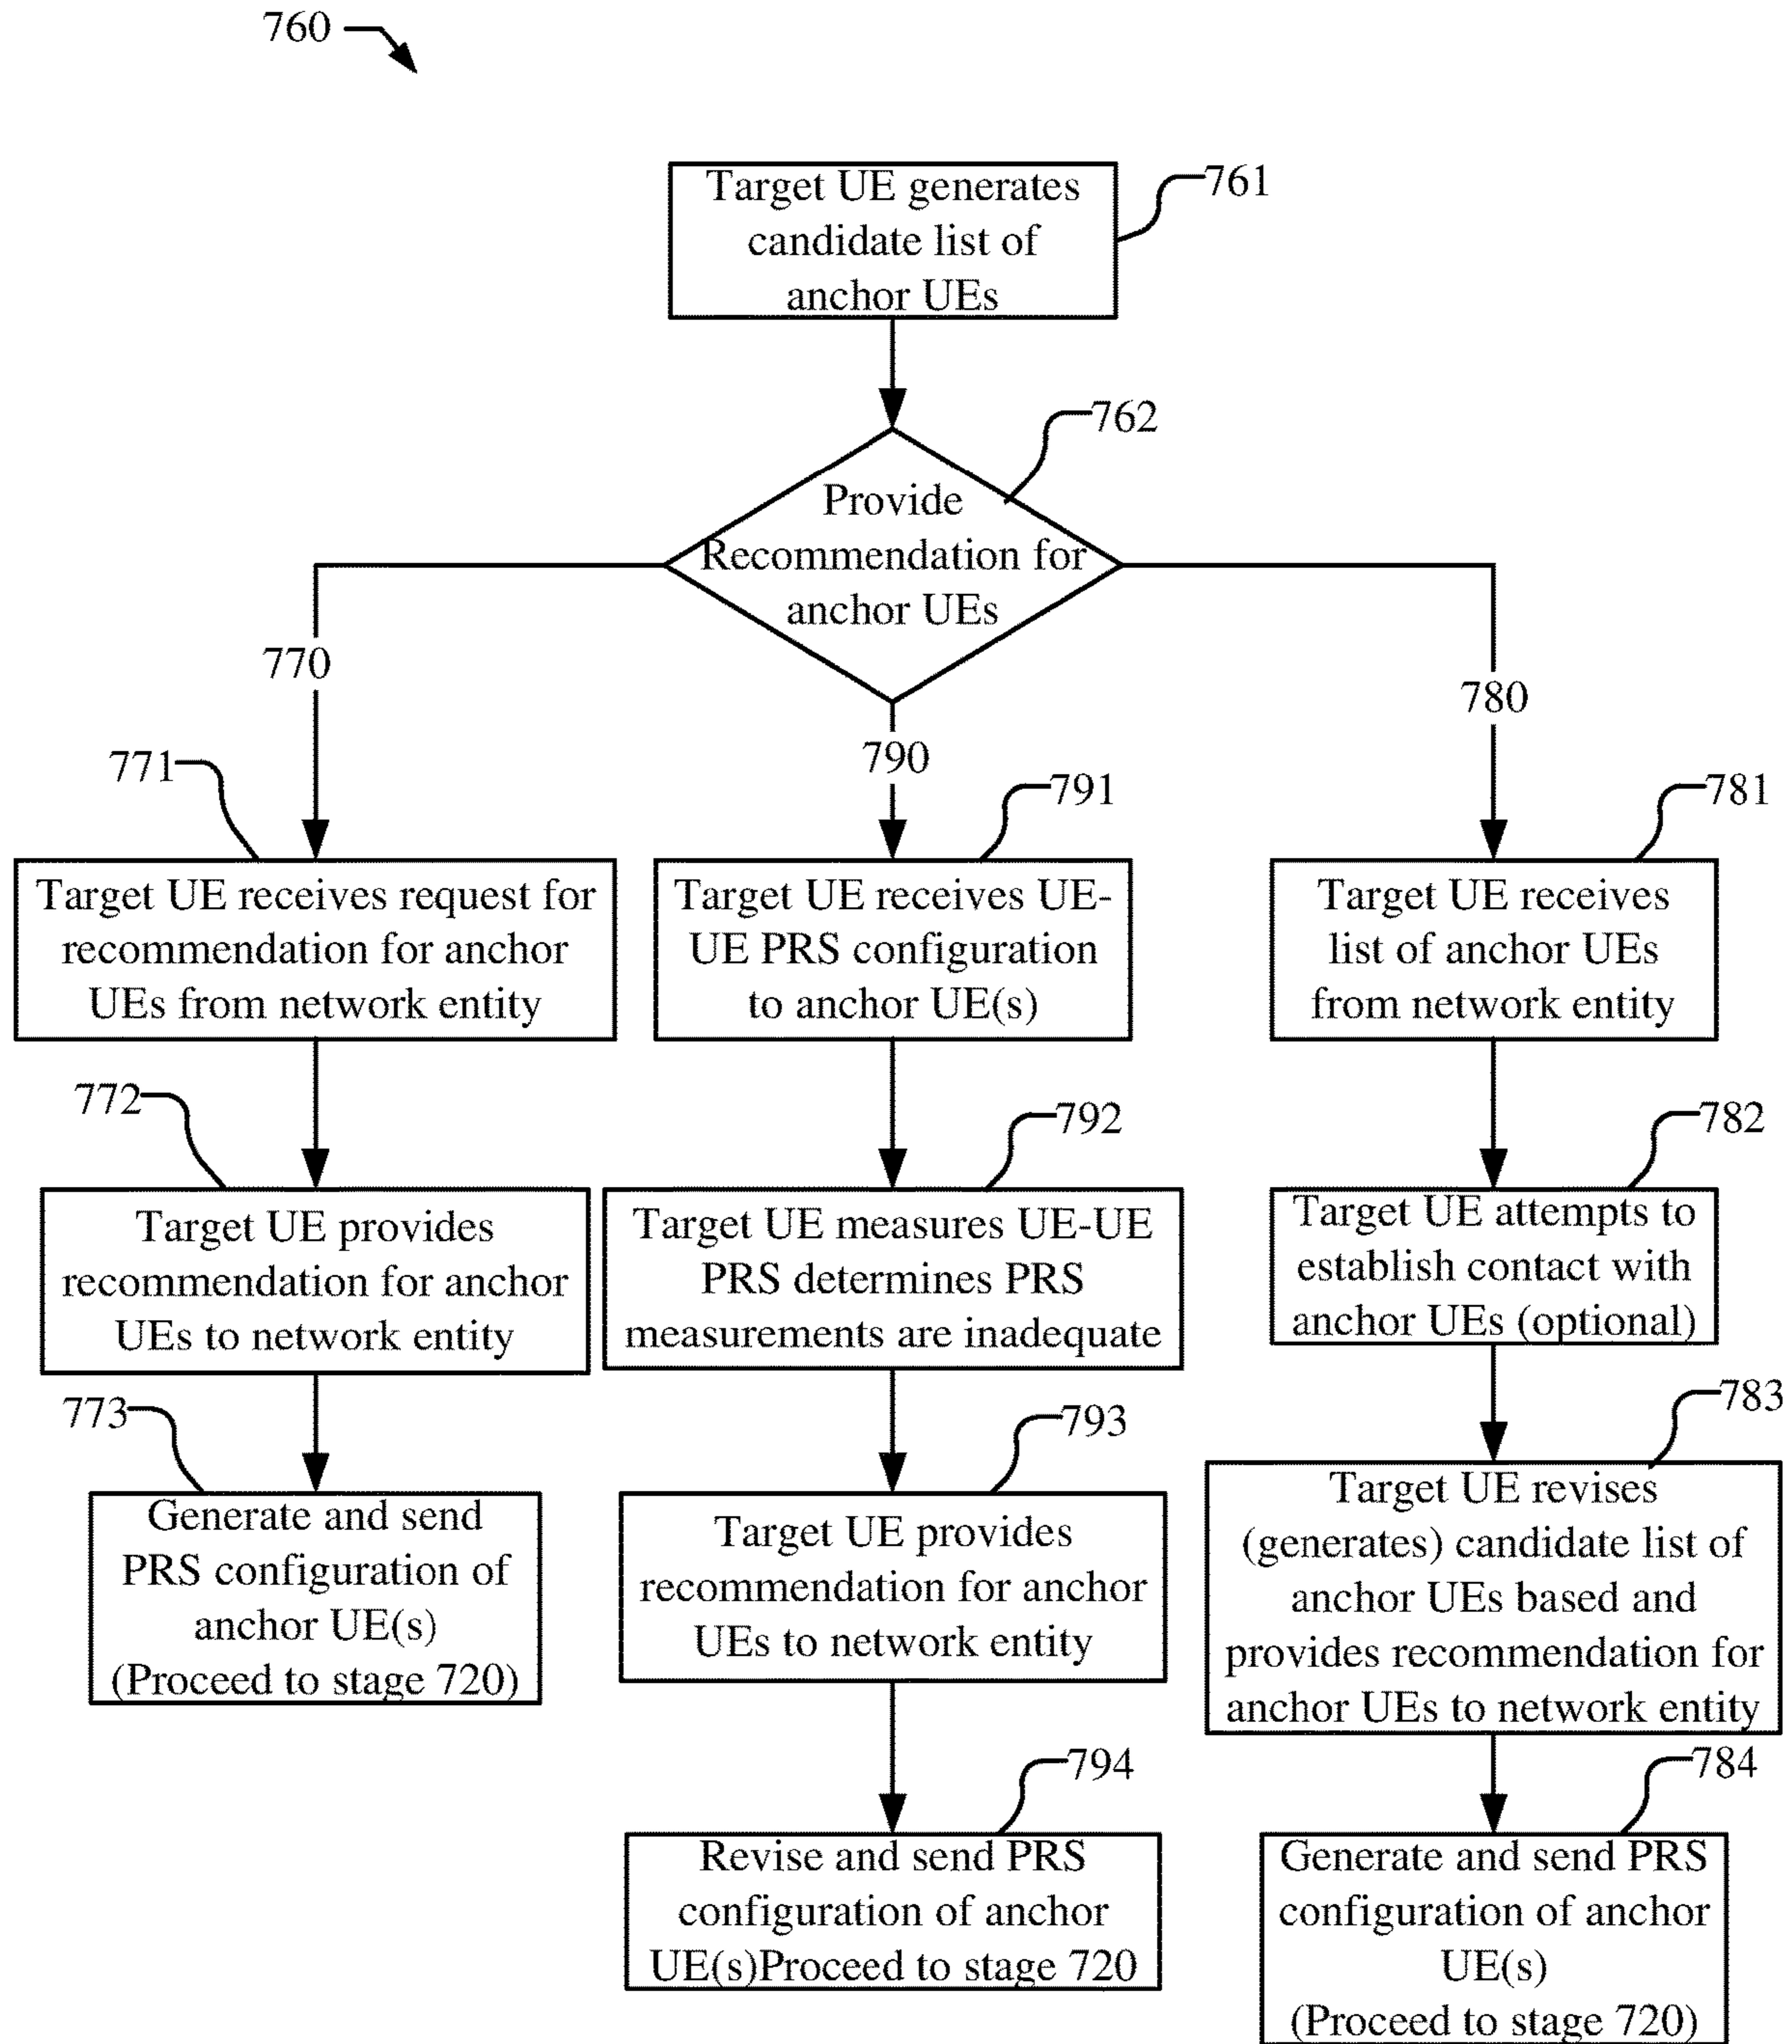 760
Target UE generates
candidate list of
anchor UEs
761
762
Provide
Recommendation for
anchor UEs
770
790
780
771
Target UE receives request for
recommendation for anchor
UEs from network entity
772
Target UE provides
recommendation for anchor
UEs to network entity
773
Generate and send
PRS configuration of
anchor UE(s)
(Proceed to stage 720)
791
Target UE receives UE-
UE PRS configuration
to anchor UE(s)
792
Target UE measures UE-UE
PRS determines PRS
measurements are inadequate
793
Target UE provides
recommendation for anchor
UEs to network entity
794
Revise and send PRS
configuration of anchor
UE(s)Proceed to stage 720
781
Target UE receives
list of anchor UEs
from network entity
782
Target UE attempts to
establish contact with
anchor UEs (optional)
783
Target UE revises
(generates) candidate list of
anchor UEs based and
provides recommendation for
anchor UEs to network entity
784
Generate and send PRS
configuration of anchor
UE(s)
(Proceed to stage 720)